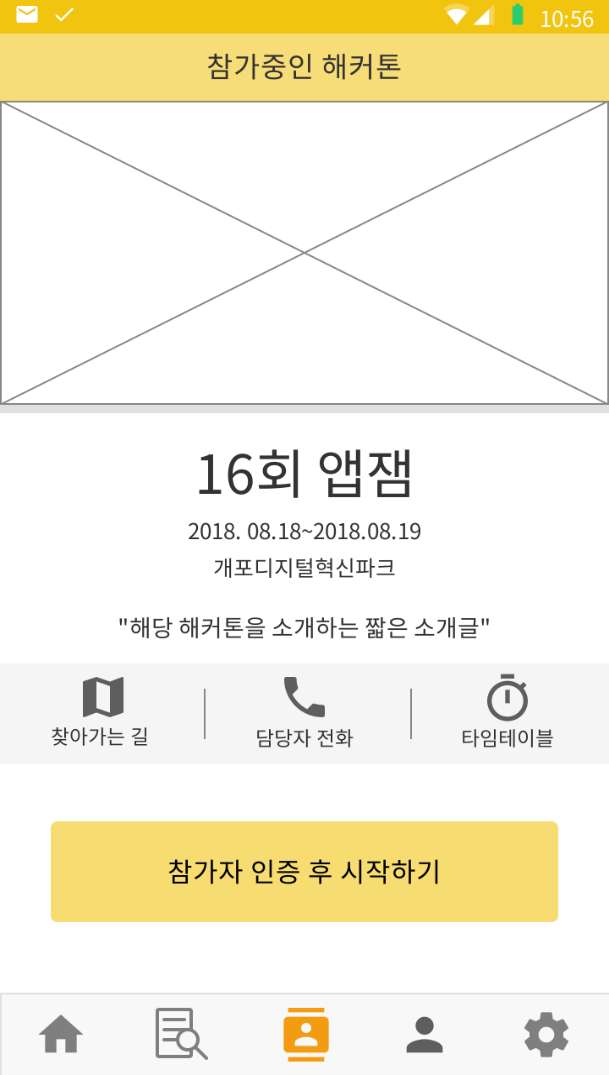 10:56
참가중인 해커톤
16회 앱잼
2018. 08.18~2018.08.19
개포디지털혁신파크
"해당 해커톤을 소개하는 짧은 소개글"
찾아가는 길
담당자 전화
타임테이블
참가자 인증 후 시작하기